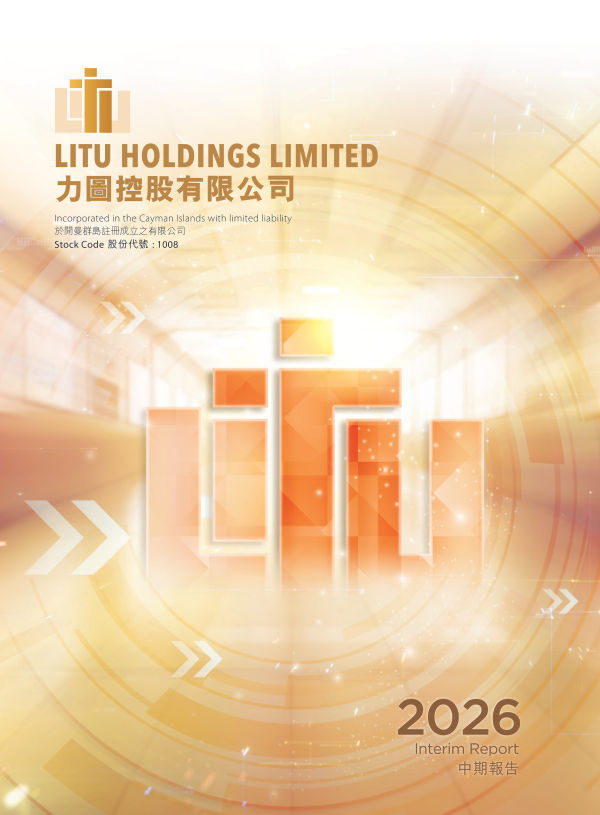 LITU
LITU HOLDINGS LIMITED
力圖控股有限公司
Incorporated in the Cayman Islands with limited liability
於開曼群島註冊成立之有限公司
Stock Code 股份代號 : 1008
LITU
2026
Interim Report
中期報告